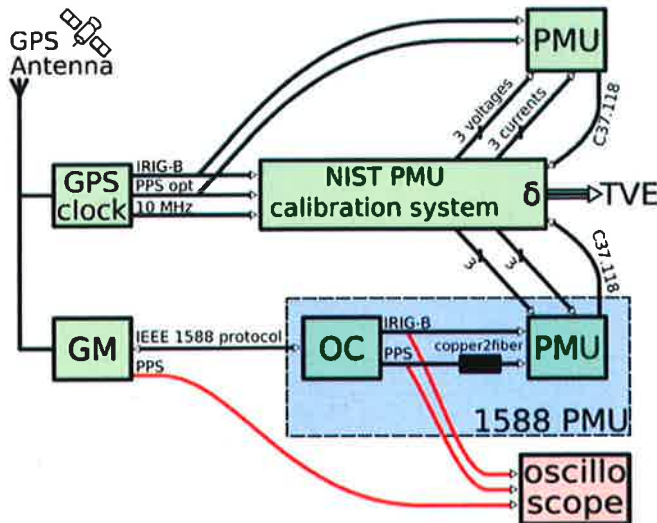 GPS
Antenna
PMU
3 voltages
3 currents
C37.118
IRIG-B
PPS opt
10 MHz
GPS
clock
NIST PMU
calibration system
δ
TVE
3
3
C37.118
GM
IEEE 1588 protocol
PPS
OC
IRIG-B
PPS
copper2fiber
PMU
1588 PMU
oscillo
scope